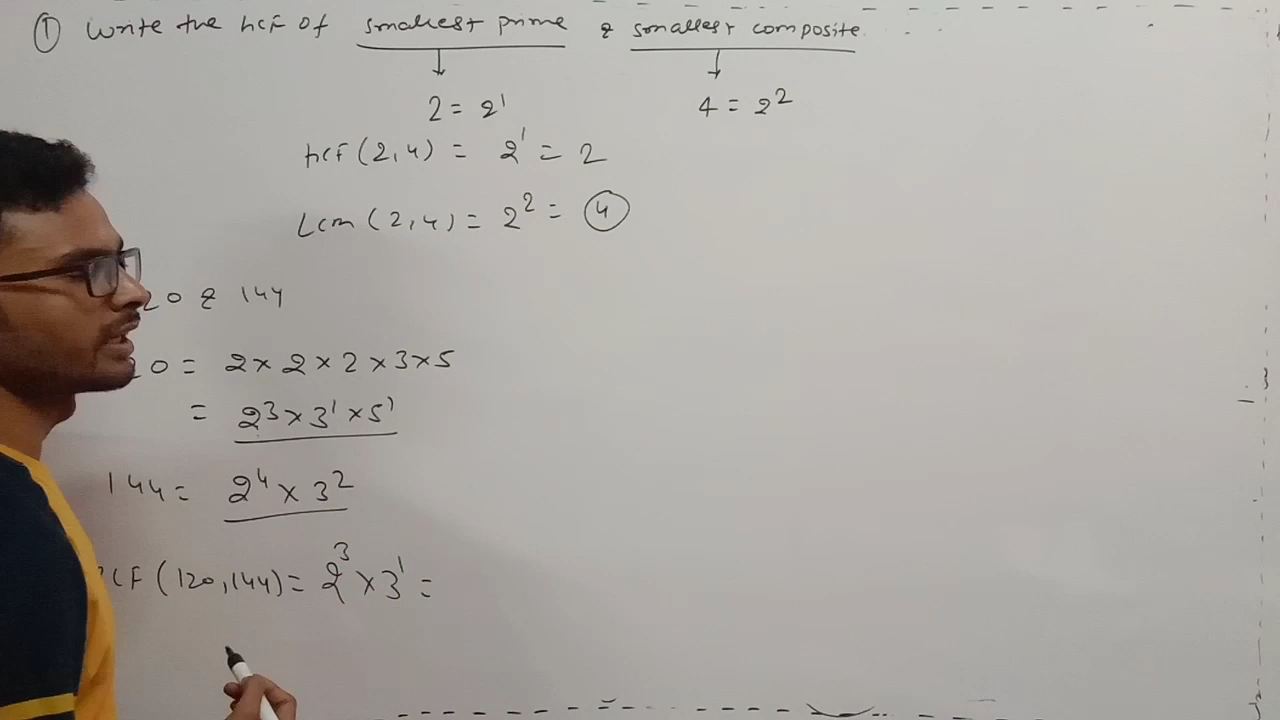 ① Write the HCF of smallest prime & smallest composite.
2 = 2¹ 4 = 2²
HCF(2,4) = 2¹ = 2
Lcm (2,4) = 2² = 4
20 & 144
20 = 2 × 2 × 2 × 3 × 5
= 2³ × 3¹ × 5¹
144 = 2⁴ × 3²
CF (120,144) = 2³ × 3¹ =